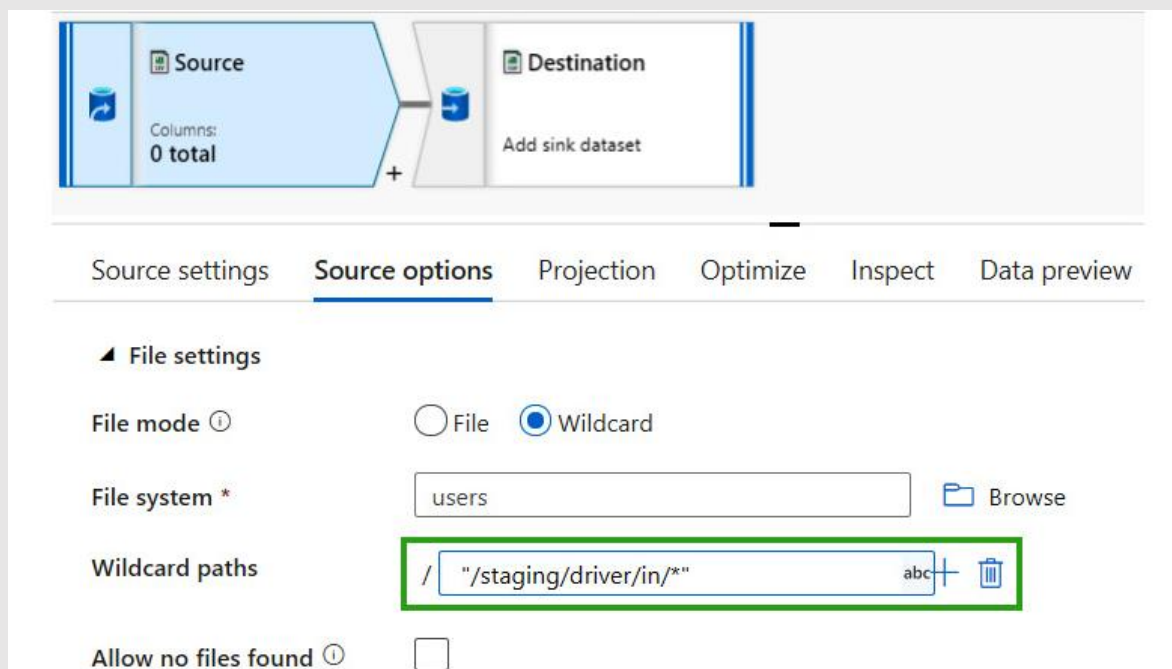 Source
Destination
Columns:
0 total
Add sink dataset
+
Source settings Source options Projection Optimize Inspect Data preview
File settings
File mode File Wildcard
File system * users Browse
Wildcard paths / "/staging/driver/in/*" abc
Allow no files found